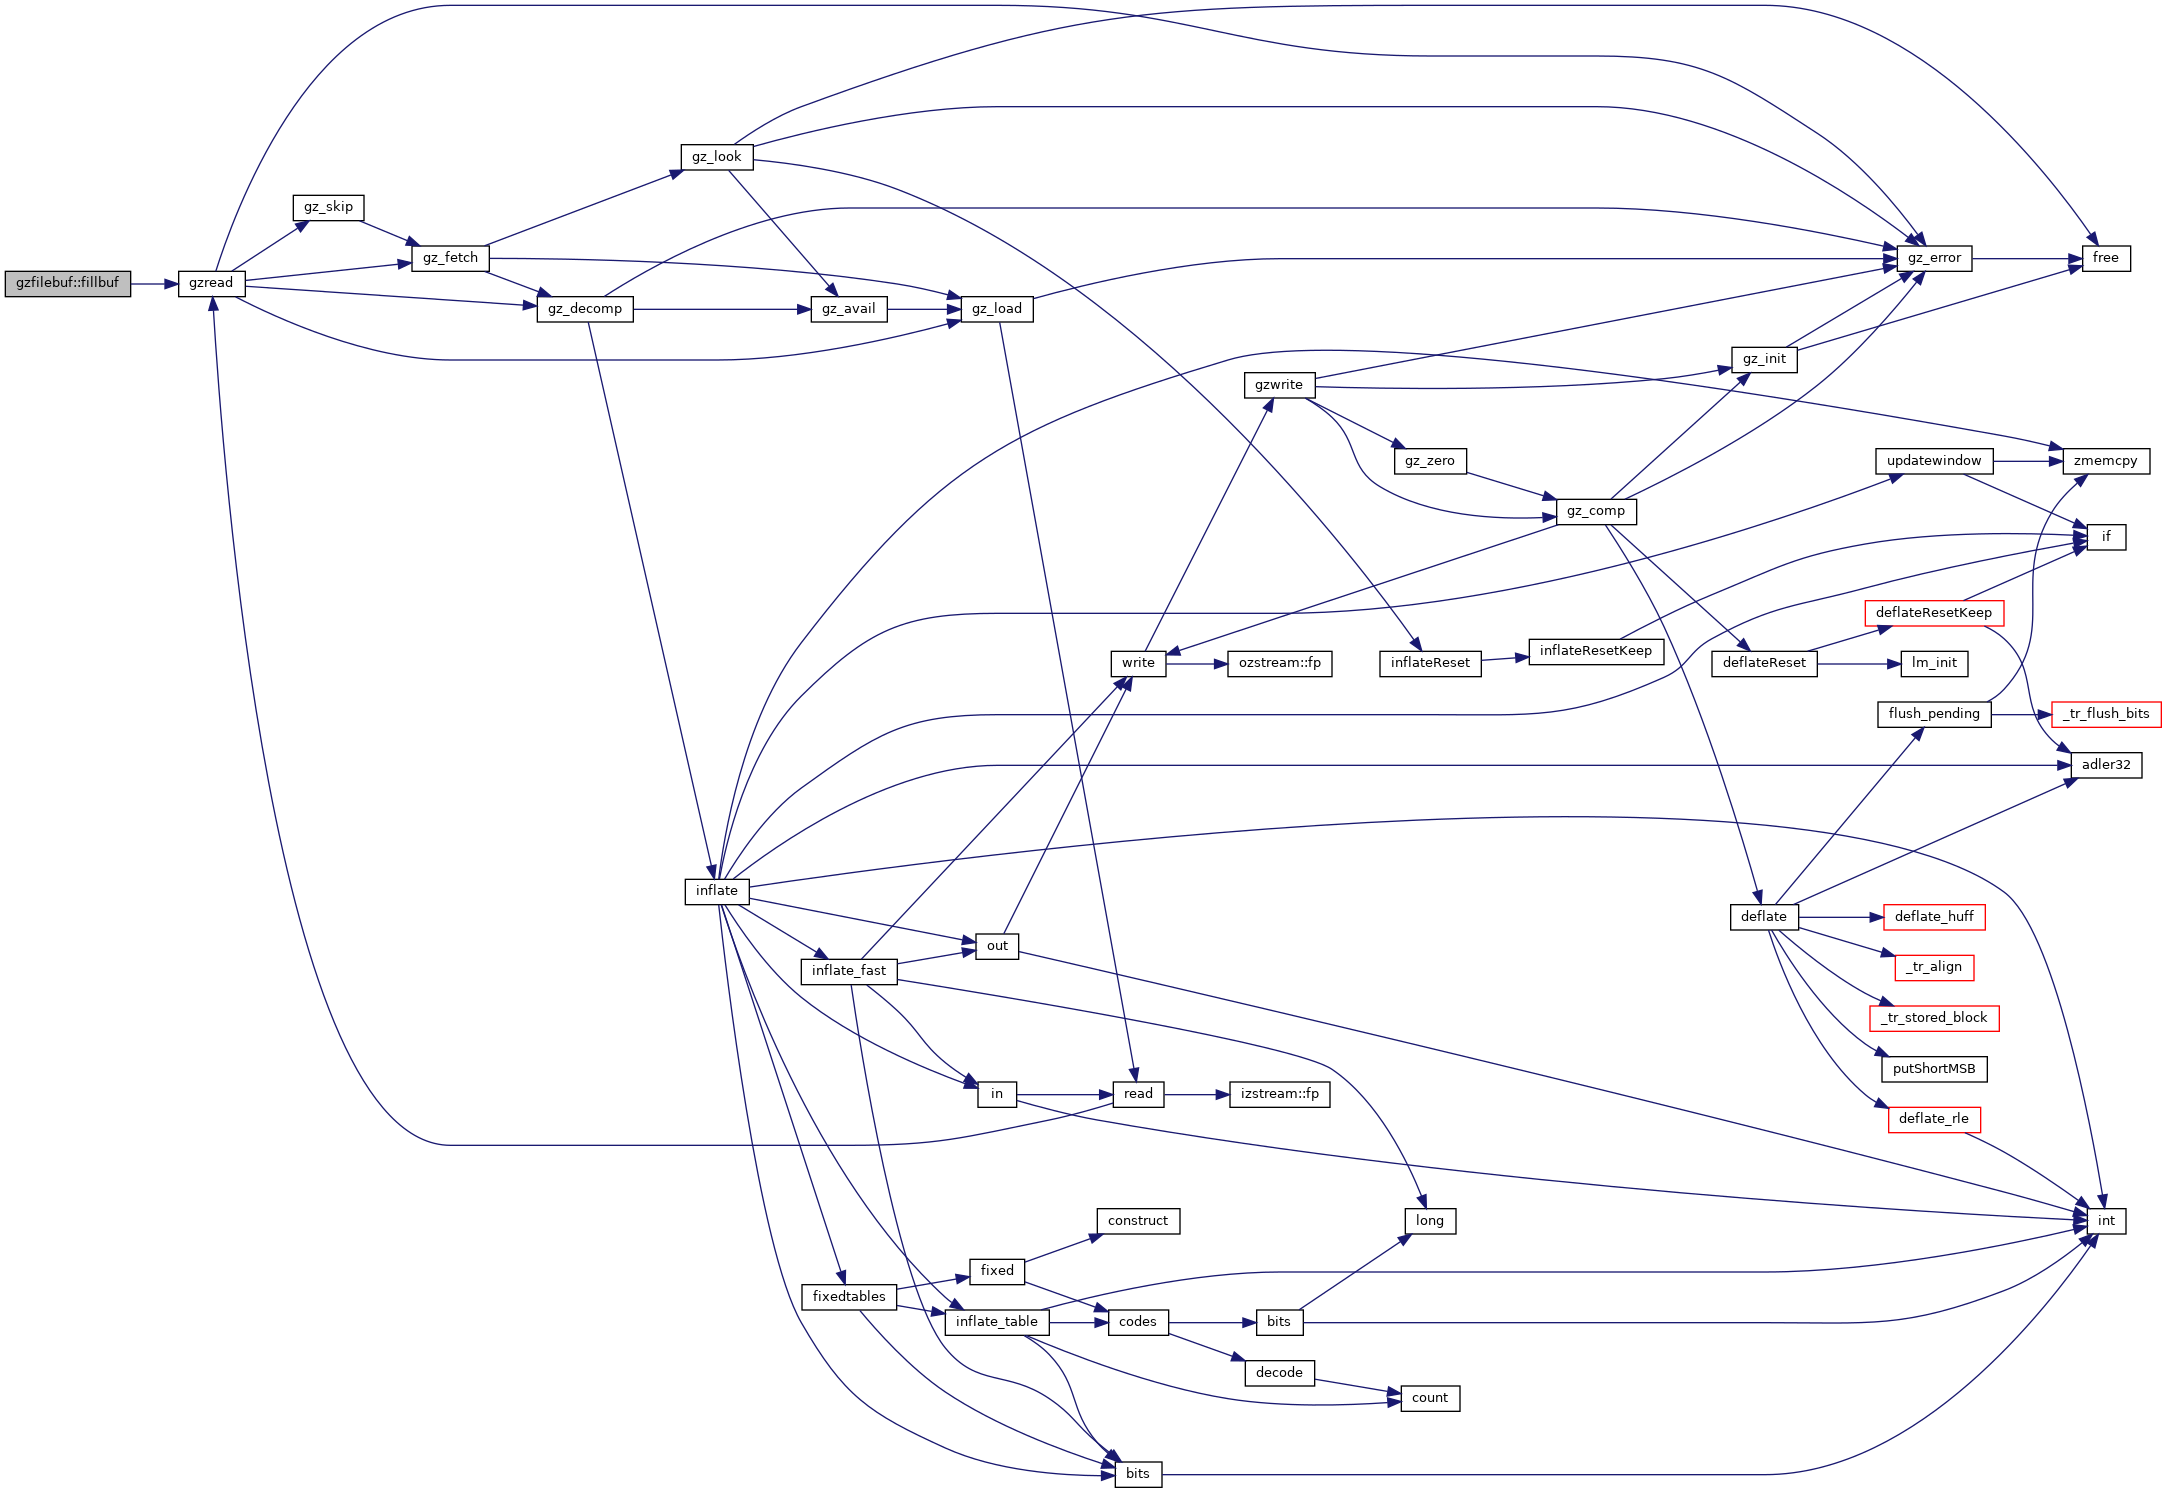 gzfilebuf::fillbuf
gzread
gz_skip
gz_fetch
gz_decomp
gz_look
gz_avail
gz_load
gz_error
free
gzwrite
gz_init
gz_zero
gz_comp
updatewindow
zmemcpy
if
write
ozstream::fp
inflateReset
inflateResetKeep
deflateReset
deflateResetKeep
lm_init
flush_pending
_tr_flush_bits
adler32
inflate
inflate_fast
out
deflate
deflate_huff
_tr_align
_tr_stored_block
putShortMSB
deflate_rle
in
read
izstream::fp
construct
long
int
fixedtables
fixed
inflate_table
codes
bits
decode
count
bits